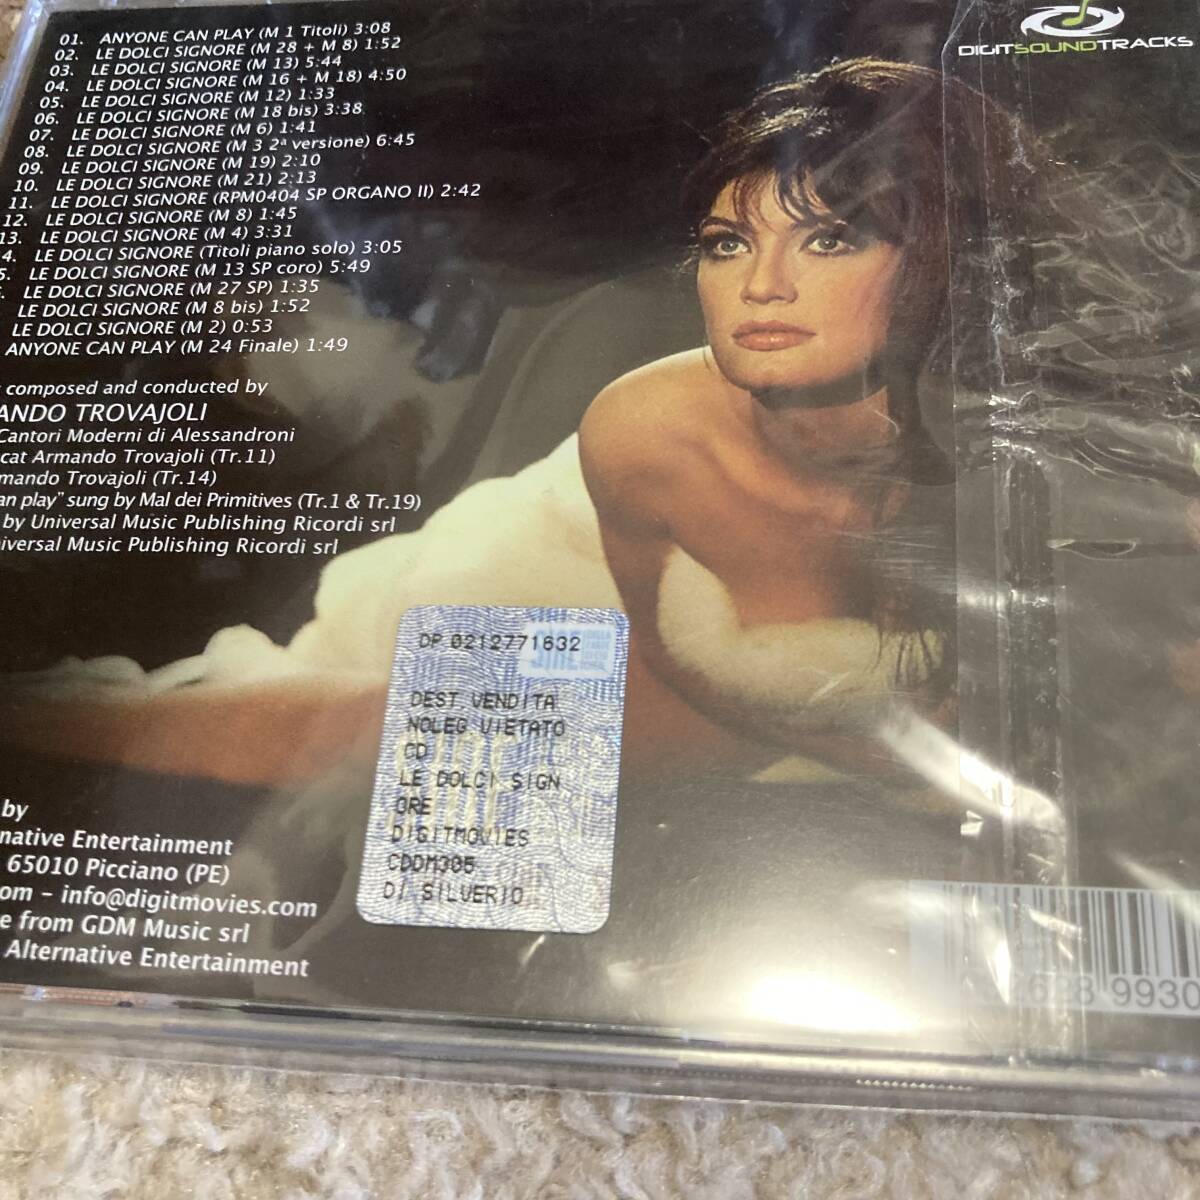 01. ANYONE CAN PLAY (M 1 Titoli) 3:08
02. LE DOLCI SIGNORE (M 28 + M 8) 1:52
03. LE DOLCI SIGNORE (M 13) 5:44
04. LE DOLCI SIGNORE (M 16 + M 18) 4:50
05. LE DOLCI SIGNORE (M 12) 1:33
06. LE DOLCI SIGNORE (M 18 bis) 3:38
07. LE DOLCI SIGNORE (M 6) 1:41
08. LE DOLCI SIGNORE (M 3 2ª versione) 6:45
09. LE DOLCI SIGNORE (M 19) 2:10
10. LE DOLCI SIGNORE (M 21) 2:13
11. LE DOLCI SIGNORE (RPM0404 SP ORGANO II) 2:42
12. LE DOLCI SIGNORE (M 8) 1:45
13. LE DOLCI SIGNORE (M 4) 3:31
4. LE DOLCI SIGNORE (Titoli piano solo) 3:05
5. LE DOLCI SIGNORE (M 13 SP coro) 5:49
LE DOLCI SIGNORE (M 27 SP) 1:35
LE DOLCI SIGNORE (M 8 bis) 1:52
LE DOLCI SIGNORE (M 2) 0:53
ANYONE CAN PLAY (M 24 Finale) 1:49
composed and conducted by
ANDO TROVAJOLI
Cantori Moderni di Alessandroni
cat Armando Trovajoli (Tr.11)
mando Trovajoli (Tr.14)
an play" sung by Mal dei Primitives (Tr.1 & Tr.19)
by Universal Music Publishing Ricordi srl
iversal Music Publishing Ricordi srl
by
native Entertainment
65010 Picciano (PE)
om - info@digitmovies.com
e from GDM Music srl
Alternative Entertainment
DIGITSOUNDTRACKS
DP 0212771632
DEST VENDITA
NOLEG VIETATO
CD
LE DOLCI SIGN
ORE
DIGITMOVIES
CDDM305
DI SILVERIO
9930